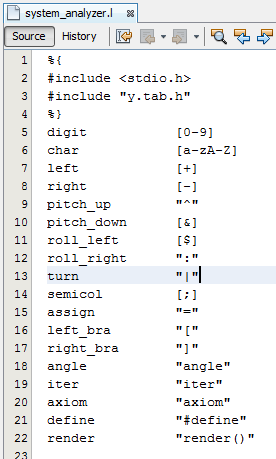 system_analyzer.l
Source History
1 %{
2 #include <stdio.h>
3 #include "y.tab.h"
4 %}
5 digit [0-9]
6 char [a-zA-Z]
7 left [+]
8 right [-]
9 pitch_up "^"
10 pitch_down [&]
11 roll_left [$]
12 roll_right ":"
13 turn "|"
14 semicol [;]
15 assign "="
16 left_bra "["
17 right_bra "]"
18 angle "angle"
19 iter "iter"
20 axiom "axiom"
21 define "#define"
22 render "render()"